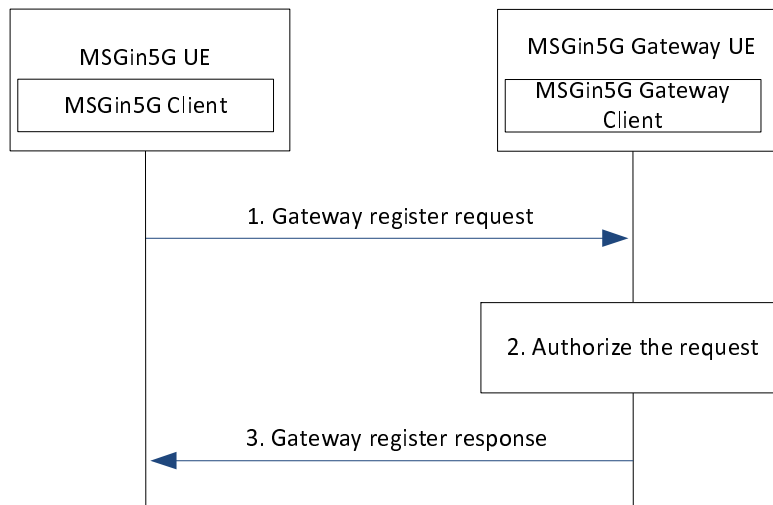 MSGin5G UE
MSGin5G Client
MSGin5G Gateway UE
MSGin5G Gateway
Client
1. Gateway register request
2. Authorize the request
3. Gateway register response